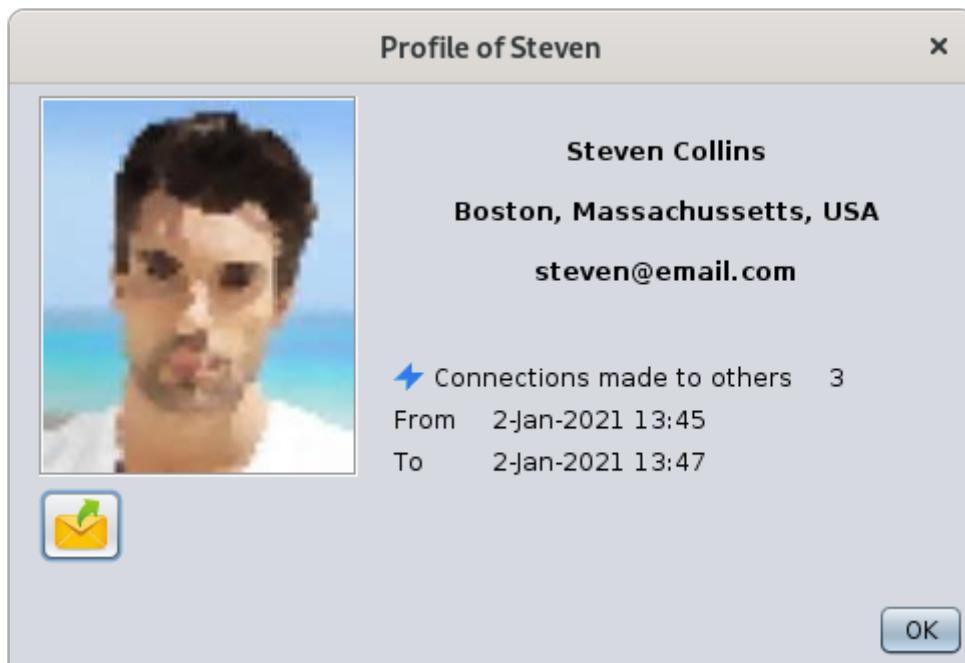 Profile of Steven
Steven Collins
Boston, Massachussetts, USA
steven@email.com
Connections made to others 3
From 2-Jan-2021 13:45
To 2-Jan-2021 13:47
OK